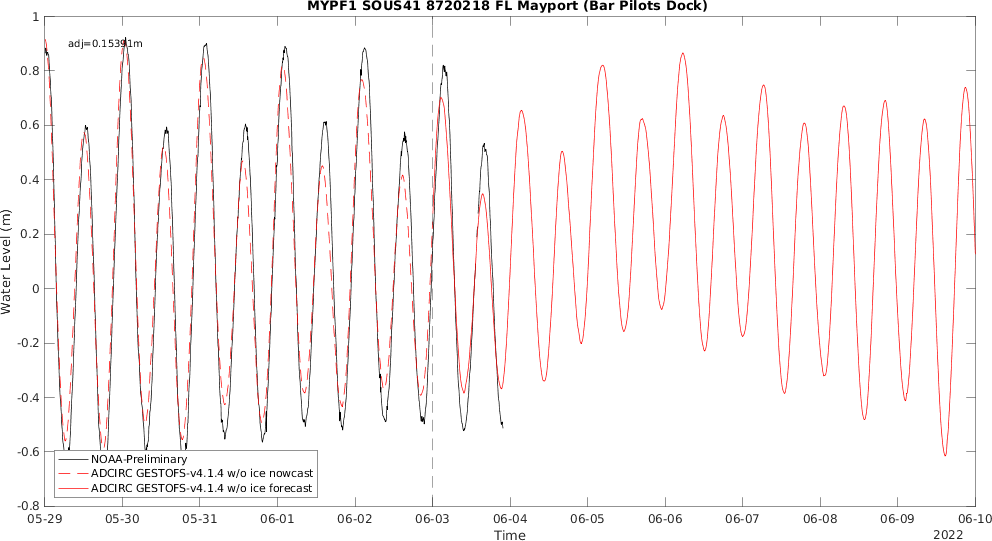 MYPF1 SOUS41 8720218 FL Mayport (Bar Pilots Dock)
adj=0.15391m
1
0.8
0.6
0.4
0.2
0
-0.2
-0.4
-0.6
-0.8
Water Level (m)
NOAA-Preliminary
ADCIRC GESTOFS-v4.1.4 w/o ice nowcast
ADCIRC GESTOFS-v4.1.4 w/o ice forecast
05-29 05-30 05-31 06-01 06-02 06-03 06-04 06-05 06-06 06-07 06-08 06-09 06-10
Time
2022